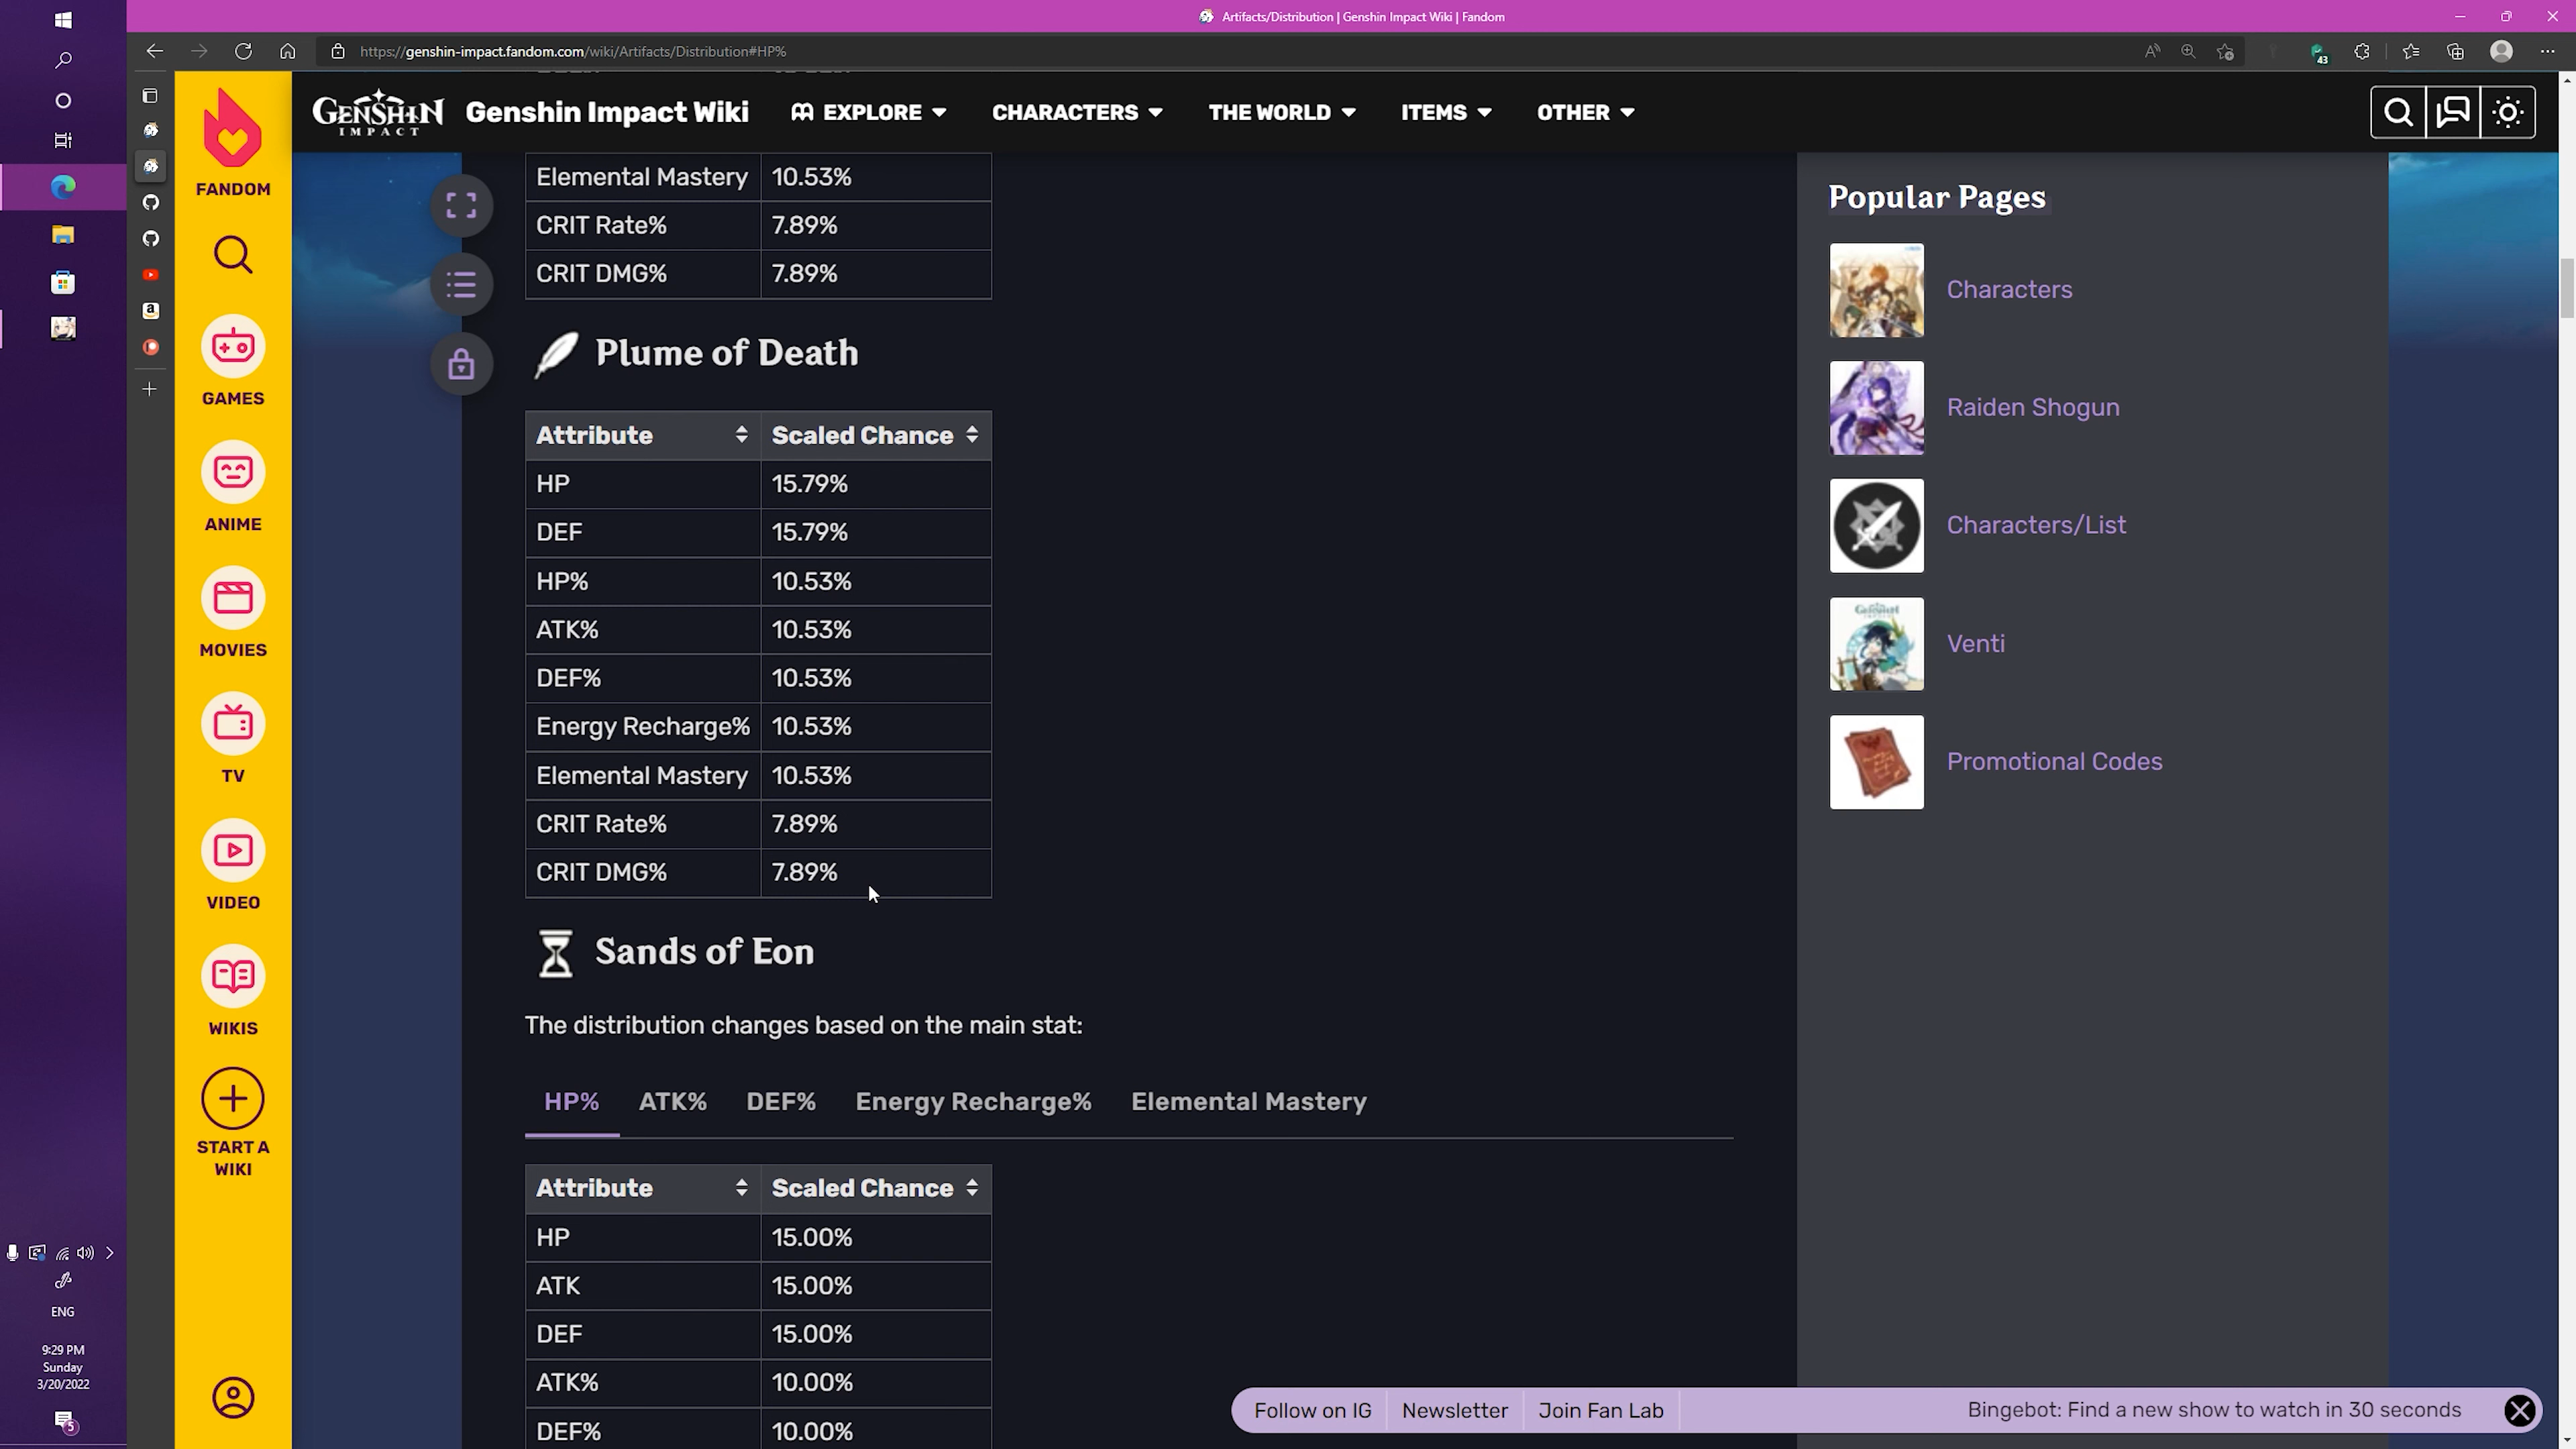 Artifacts/Distribution | Genshin Impact Wiki | Fandom
https://genshin-impact.fandom.com/wiki/Artifacts/Distribution#HP%
43
FANDOM
GAMES
ANIME
MOVIES
TV
VIDEO
WIKIS
START A
WIKI
GENSHIN
IMPACT
Genshin Impact Wiki
EXPLORE
CHARACTERS
THE WORLD
ITEMS
OTHER
Elemental Mastery 10.53%
CRIT Rate% 7.89%
CRIT DMG% 7.89%
Plume of Death
Attribute Scaled Chance
HP 15.79%
DEF 15.79%
HP% 10.53%
ATK% 10.53%
DEF% 10.53%
Energy Recharge% 10.53%
Elemental Mastery 10.53%
CRIT Rate% 7.89%
CRIT DMG% 7.89%
Sands of Eon
The distribution changes based on the main stat:
HP% ATK% DEF% Energy Recharge% Elemental Mastery
Attribute Scaled Chance
HP 15.00%
ATK 15.00%
DEF 15.00%
ATK% 10.00%
DEF% 10.00%
Popular Pages
Characters
Raiden Shogun
Characters/List
Venti
Promotional Codes
Follow on IG
Newsletter
Join Fan Lab
Bingebot: Find a new show to watch in 30 seconds
ENG
9:29 PM
Sunday
3/20/2022
5